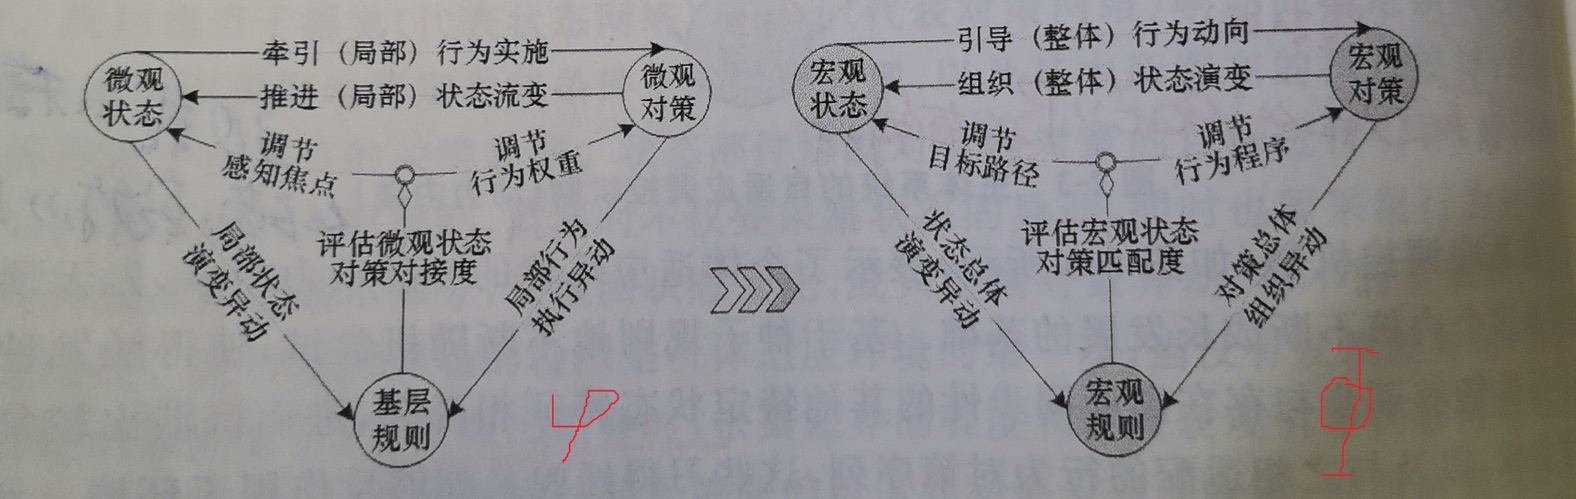 微观
状态
牵引（局部）行为实施
推进（局部）状态流变
微观
对策
调节
感知焦点
调节
行为权重
局部状态
演变异动
评估微观状态
对策对接度
局部行为
执行异动
基层
规则
宏观
状态
引导（整体）行为动向
组织（整体）状态演变
宏观
对策
调节
目标路径
调节
行为程序
状态总体
演变异动
评估宏观状态
对策匹配度
对策总体
组织异动
宏观
规则